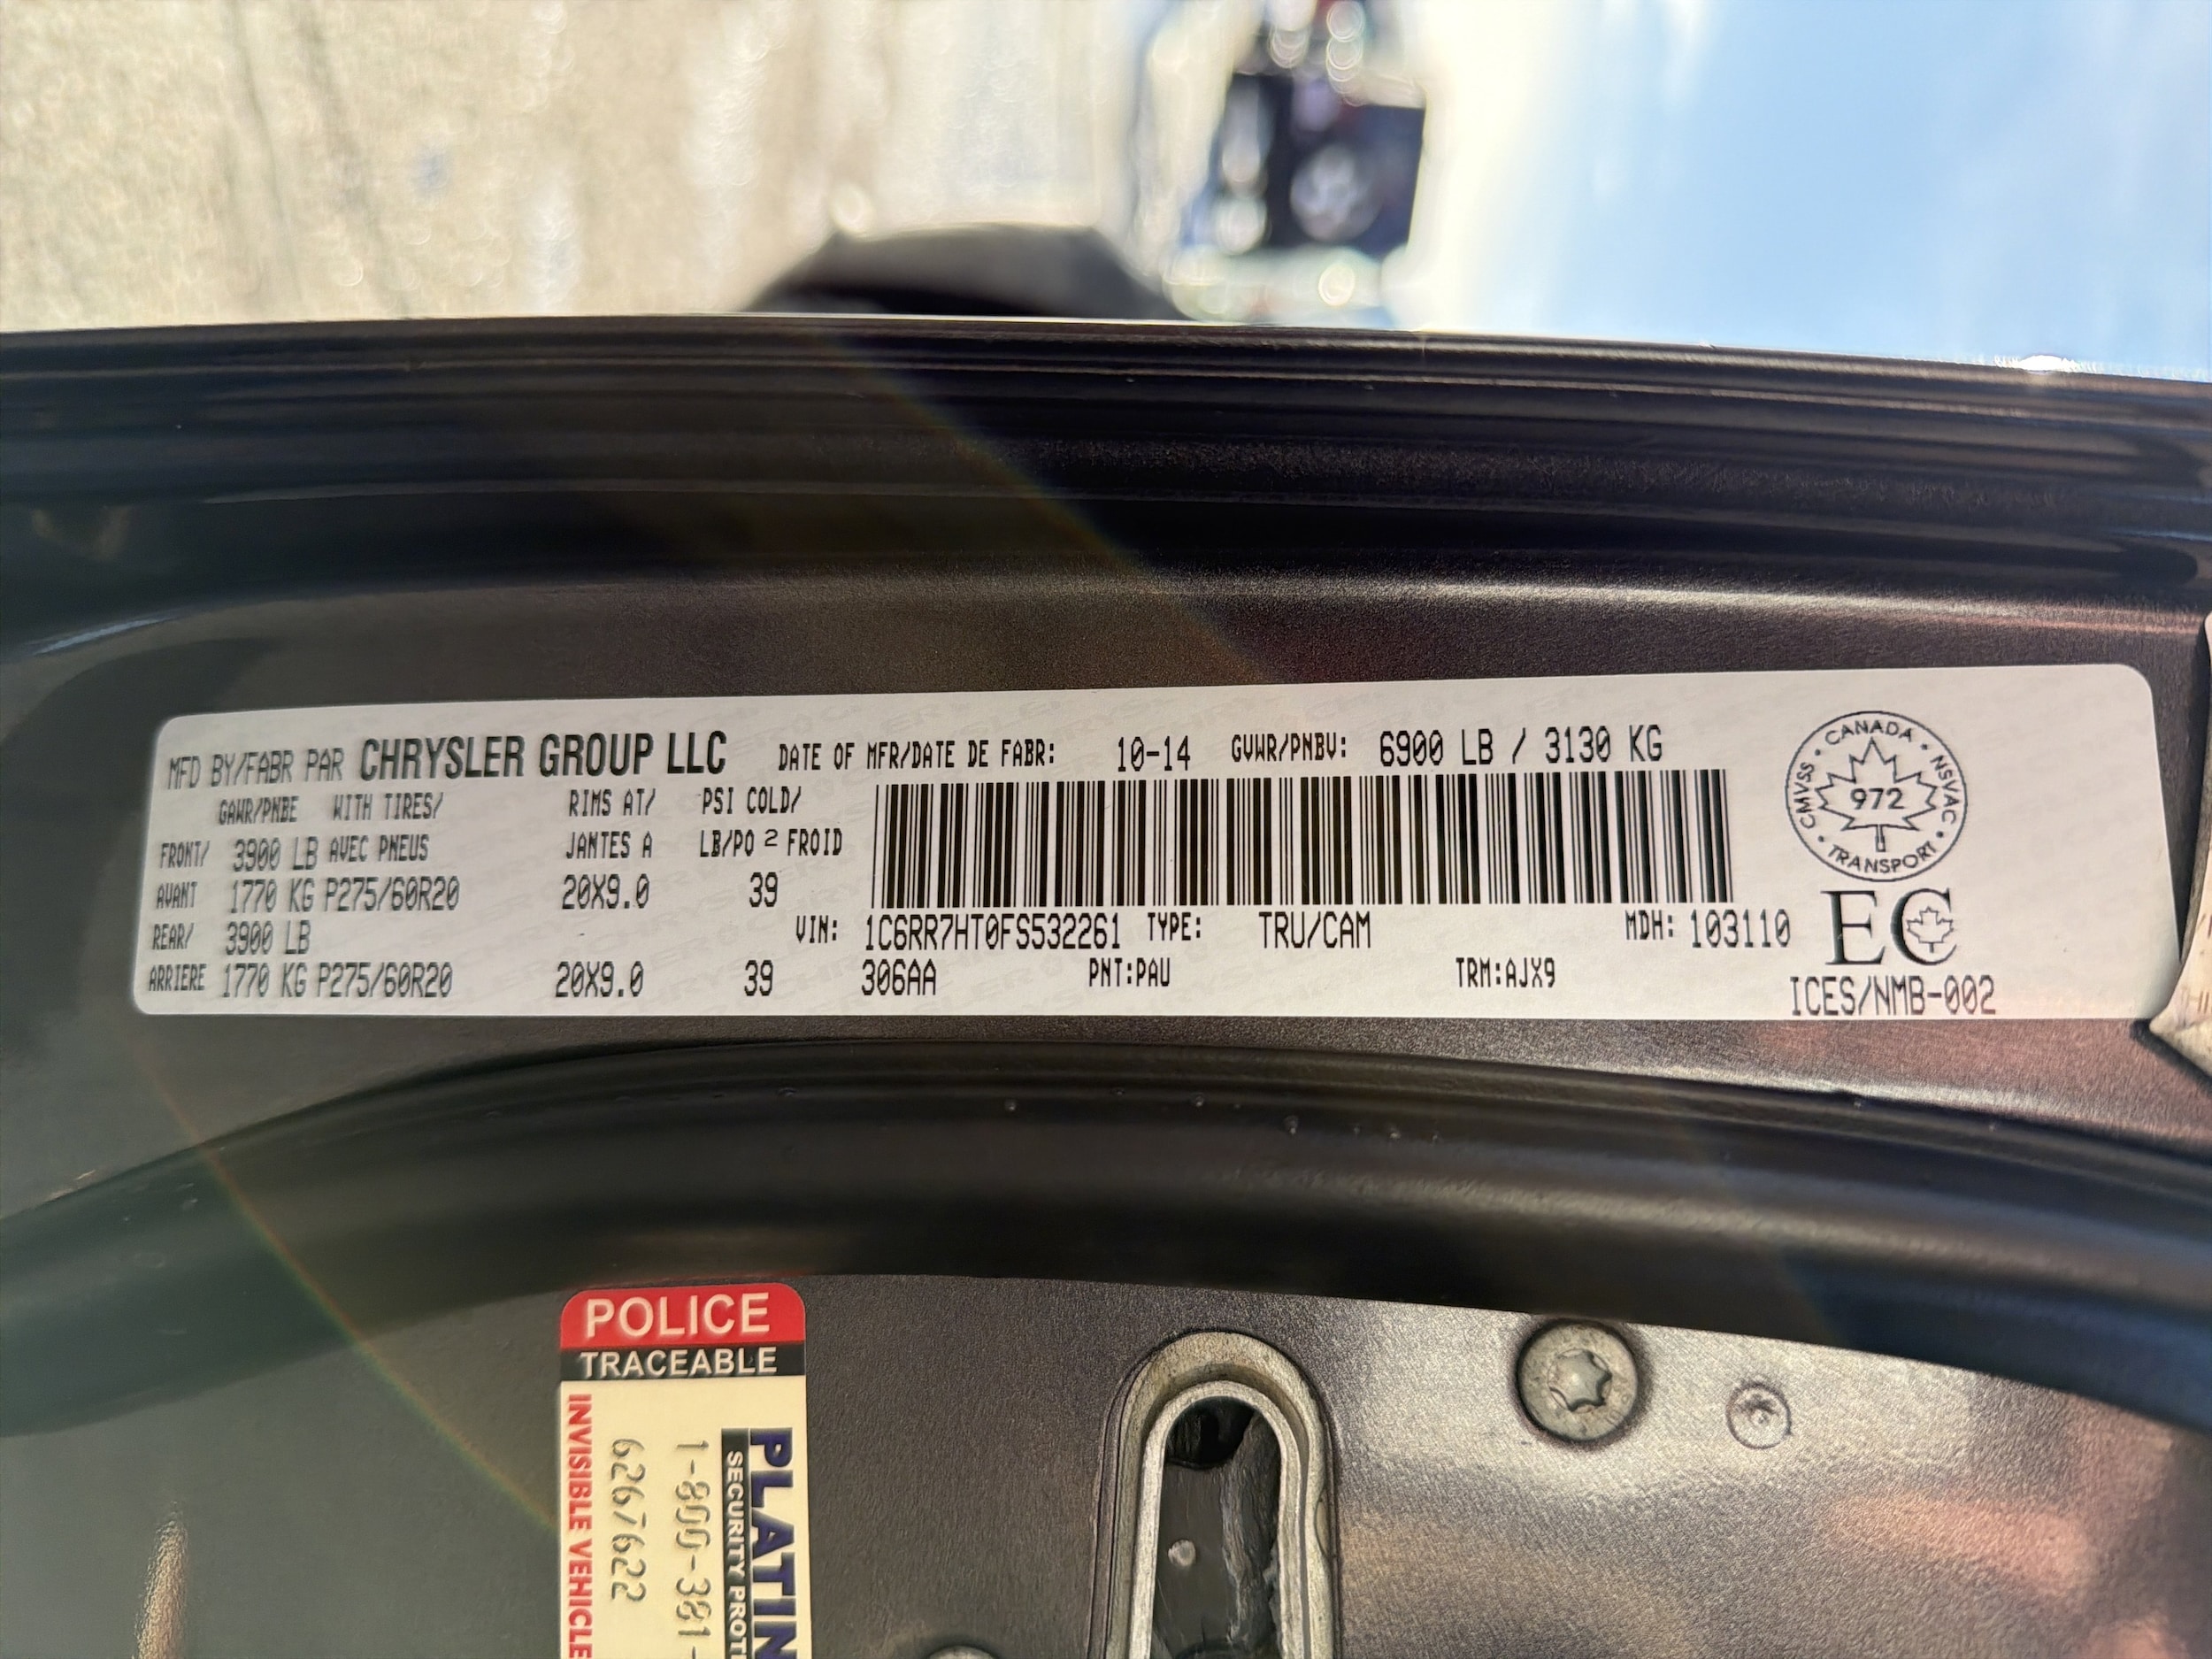 MFD BY/FABR PAR CHRYSLER GROUP LLC DATE OF MFR/DATE DE FABR: 10-14 GVWR/PNBV: 6900 LB / 3130 KG
GAWR/PNBE WITH TIRES/ RIMS AT/ PSI COLD/
FRONT/ 3900 LB AVEC PNEUS JANTES A LB/PO 2 FROID
AVANT 1770 KG P275/60R20 20X9.0 39
REAR/ 3900 LB VIN: 1C6RR7HT0FS532261 TYPE: TRU/CAM MDH: 103110
ARRIERE 1770 KG P275/60R20 20X9.0 39 306AA PNT:PAU TRM:AJX9
CANADA • NSVAC • TRANSPORT • CMVSS •
972
EC
ICES/NMB-002
POLICE
TRACEABLE
PLATIN
SECURITY PROTE
1-800-381-
6267622
INVISIBLE VEHICLE